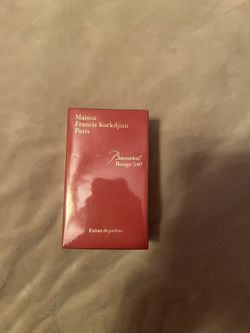 Maison
Francis Kurkdjian
Paris
Baccarat
Rouge 540
Extrait de parfum